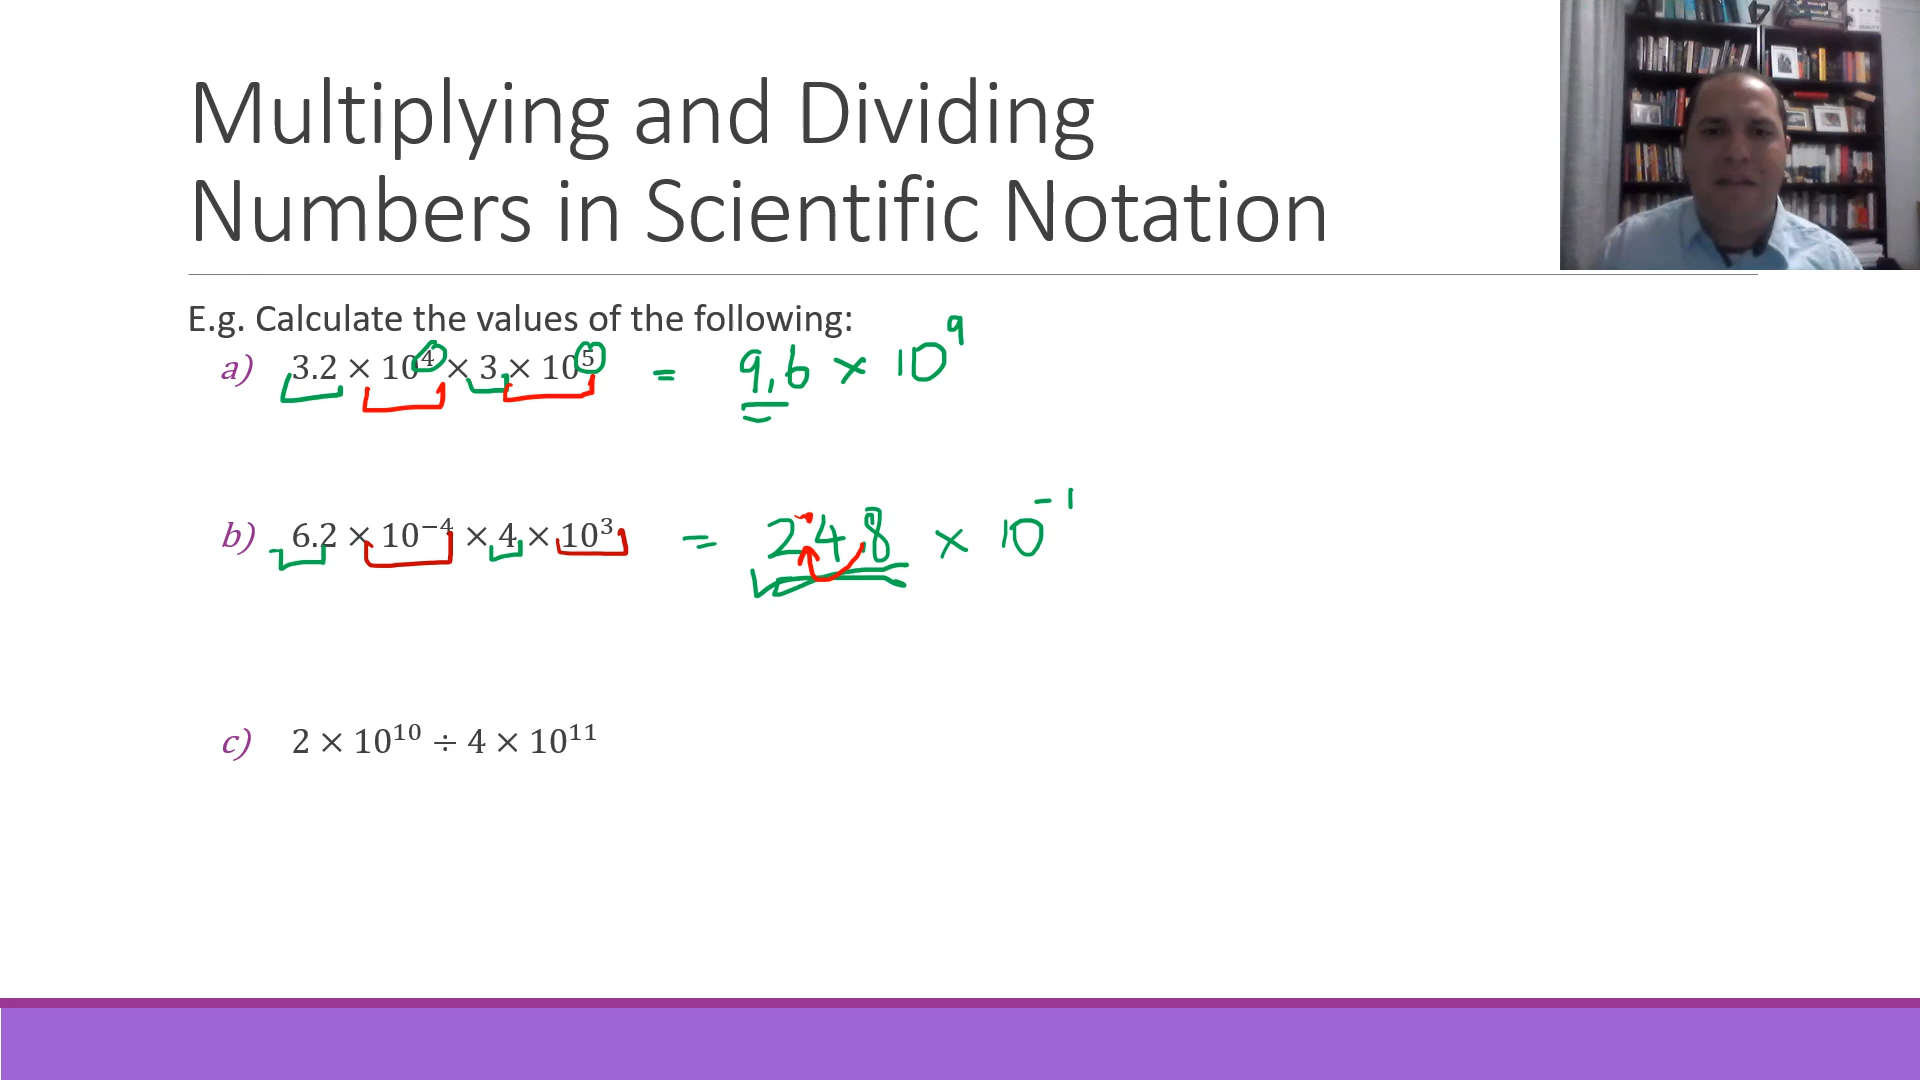 Multiplying and Dividing
Numbers in Scientific Notation
E.g. Calculate the values of the following:
a) 3.2 × 10⁴ × 3 × 10⁵ = 9.6 × 10⁹
b) 6.2 × 10⁻⁴ × 4 × 10³ = 24.8 × 10⁻¹
c) 2 × 10¹⁰ ÷ 4 × 10¹¹